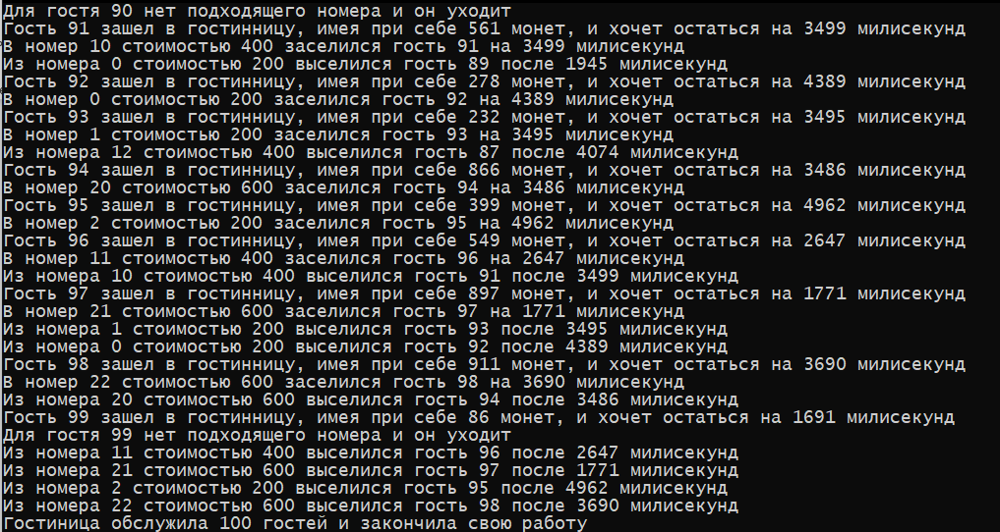 Для гостя 90 нет подходящего номера и он уходит
Гость 91 зашел в гостинницу, имея при себе 561 монет, и хочет остаться на 3499 милисекунд
В номер 10 стоимостью 400 заселился гость 91 на 3499 милисекунд
Из номера 0 стоимостью 200 выселился гость 89 после 1945 милисекунд
Гость 92 зашел в гостинницу, имея при себе 278 монет, и хочет остаться на 4389 милисекунд
В номер 0 стоимостью 200 заселился гость 92 на 4389 милисекунд
Гость 93 зашел в гостинницу, имея при себе 232 монет, и хочет остаться на 3495 милисекунд
В номер 1 стоимостью 200 заселился гость 93 на 3495 милисекунд
Из номера 12 стоимостью 400 выселился гость 87 после 4074 милисекунд
Гость 94 зашел в гостинницу, имея при себе 866 монет, и хочет остаться на 3486 милисекунд
В номер 20 стоимостью 600 заселился гость 94 на 3486 милисекунд
Гость 95 зашел в гостинницу, имея при себе 399 монет, и хочет остаться на 4962 милисекунд
В номер 2 стоимостью 200 заселился гость 95 на 4962 милисекунд
Гость 96 зашел в гостинницу, имея при себе 549 монет, и хочет остаться на 2647 милисекунд
В номер 11 стоимостью 400 заселился гость 96 на 2647 милисекунд
Из номера 10 стоимостью 400 выселился гость 91 после 3499 милисекунд
Гость 97 зашел в гостинницу, имея при себе 897 монет, и хочет остаться на 1771 милисекунд
В номер 21 стоимостью 600 заселился гость 97 на 1771 милисекунд
Из номера 1 стоимостью 200 выселился гость 93 после 3495 милисекунд
Из номера 0 стоимостью 200 выселился гость 92 после 4389 милисекунд
Гость 98 зашел в гостинницу, имея при себе 911 монет, и хочет остаться на 3690 милисекунд
В номер 22 стоимостью 600 заселился гость 98 на 3690 милисекунд
Из номера 20 стоимостью 600 выселился гость 94 после 3486 милисекунд
Гость 99 зашел в гостинницу, имея при себе 86 монет, и хочет остаться на 1691 милисекунд
Для гостя 99 нет подходящего номера и он уходит
Из номера 11 стоимостью 400 выселился гость 96 после 2647 милисекунд
Из номера 21 стоимостью 600 выселился гость 97 после 1771 милисекунд
Из номера 2 стоимостью 200 выселился гость 95 после 4962 милисекунд
Из номера 22 стоимостью 600 выселился гость 98 после 3690 милисекунд
Гостиница обслужила 100 гостей и закончила свою работу